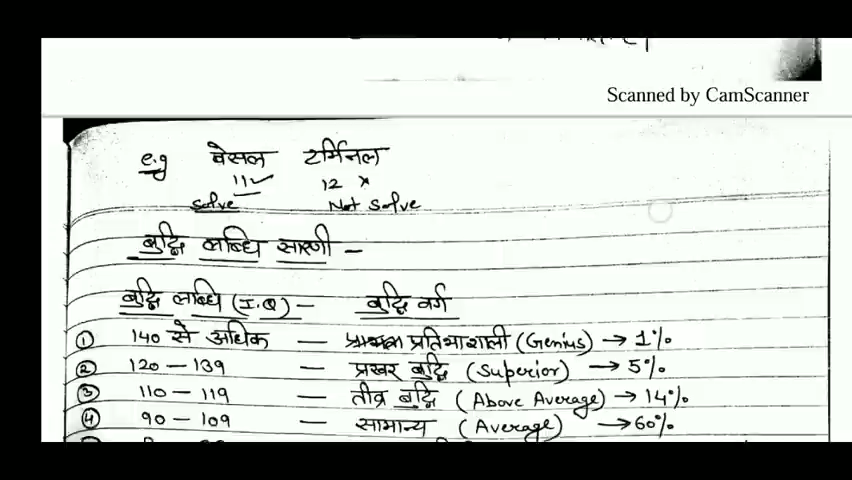 Scanned by CamScanner
e.g बेसल टर्मिनल
11✓ 12 ×
Solve Not Solve
बुद्धि लब्धि सारणी –
बुद्धि लब्धि (I.Q) – बुद्धि वर्ग
① 140 से अधिक — प्रतिभाशाली (Genius) → 1%
② 120 – 139 — प्रखर बुद्धि (Superior) → 5%
③ 110 – 119 — तीव्र बुद्धि (Above Average) → 14%
④ 90 – 109 — सामान्य (Average) → 60%